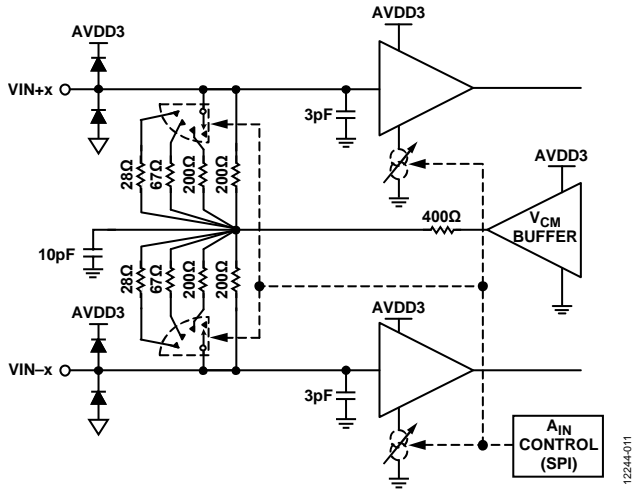 AVDD3
AVDD3
VIN+x
3pF
28Ω
67Ω
200Ω
200Ω
AVDD3
400Ω
VCM
BUFFER
10pF
28Ω
67Ω
200Ω
200Ω
AVDD3
AVDD3
VIN–x
3pF
AIN
CONTROL
(SPI)
12244-011